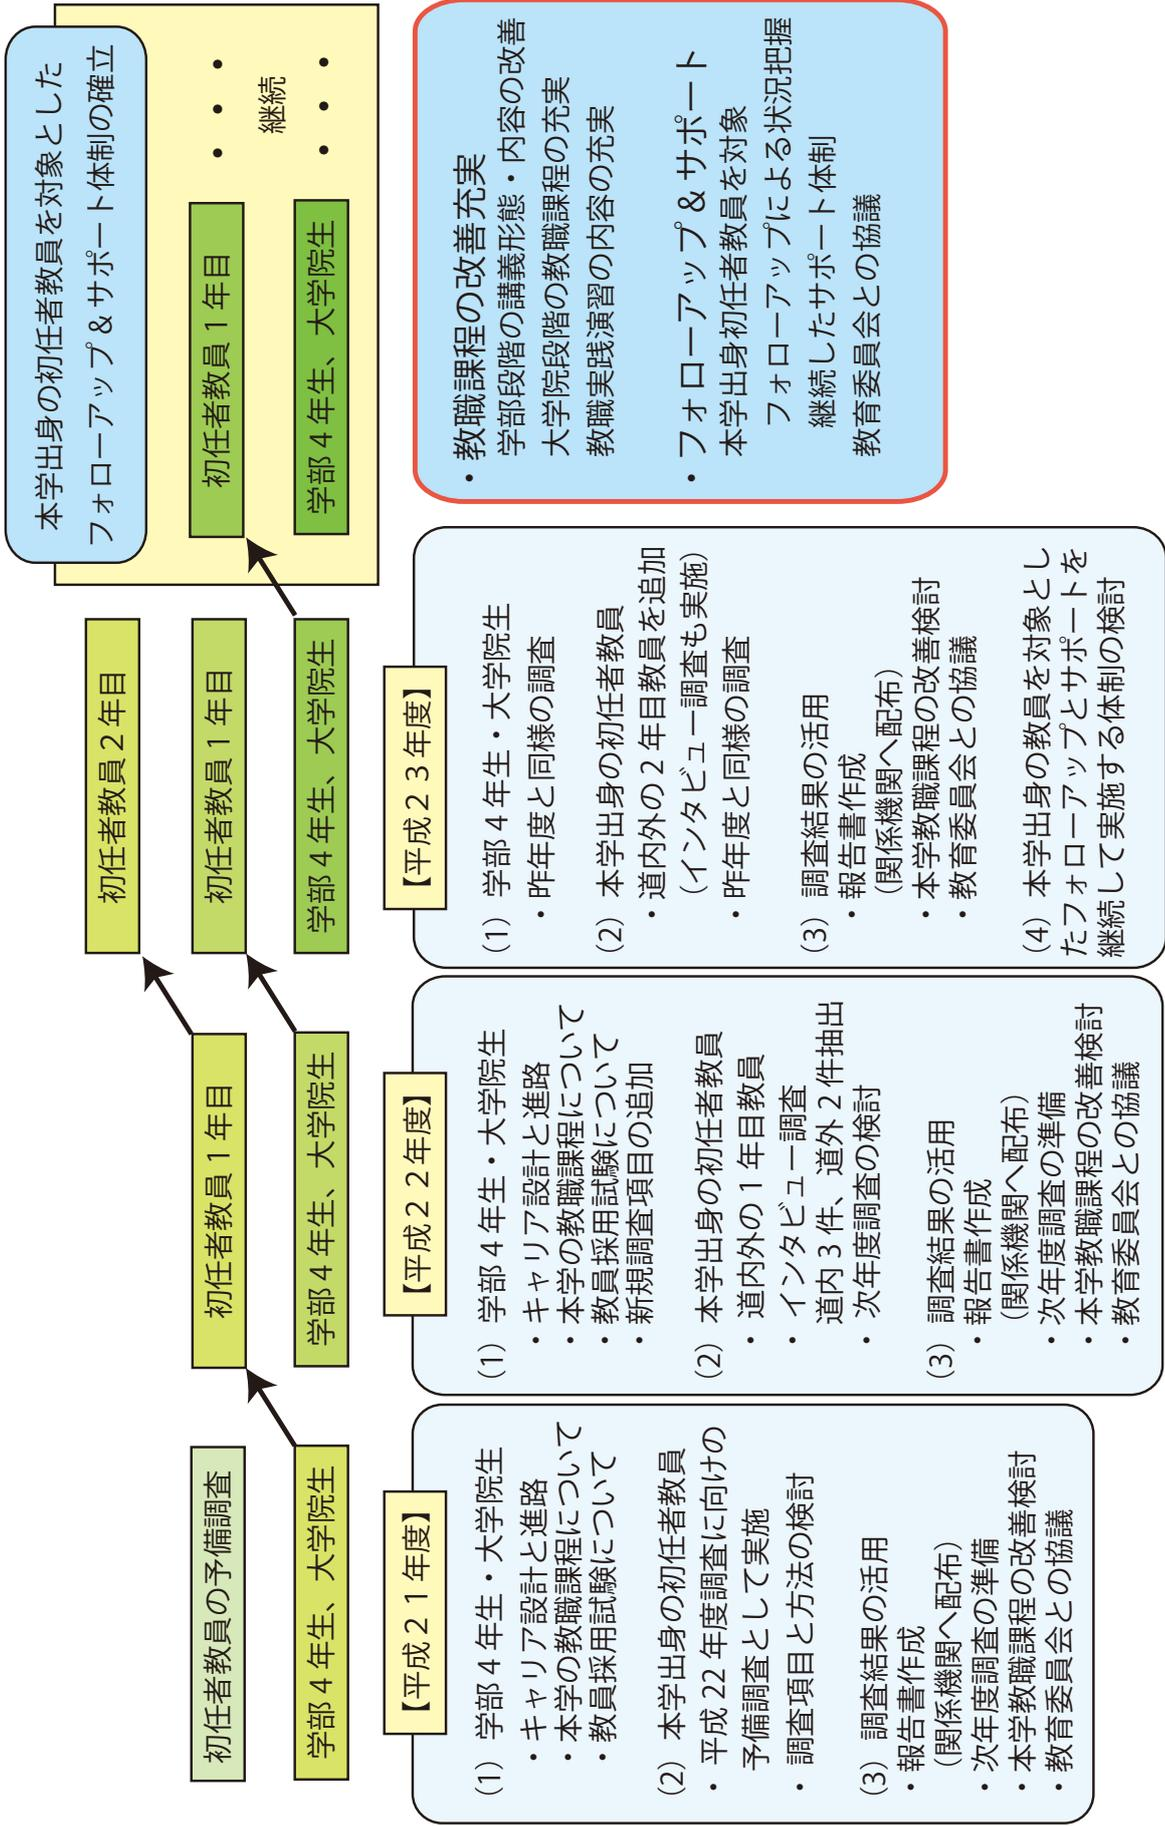 本学出身の初任者教員を対象とした
フォローアップ & サポート体制の確立
初任者教員 2 年目
初任者教員の予備調査
初任者教員 1 年目
初任者教員 1 年目
初任者教員 1 年目
・・・
継続
学部 4 年生、大学院生
学部 4 年生、大学院生
学部 4 年生、大学院生
学部 4 年生、大学院生
・・・
【平成２１年度】
(1) 学部 4 年生・大学院生
・キャリア設計と進路
・本学の教職課程について
・教員採用試験について
(2) 本学出身の初任者教員
・平成 22 年度調査に向けての
予備調査として実施
・調査項目と方法の検討
(3) 調査結果の活用
・報告書作成
（関係機関へ配布）
・次年度調査の準備
・本学教職課程の改善検討
・教育委員会との協議
【平成２２年度】
(1) 学部 4 年生・大学院生
・キャリア設計と進路
・本学の教職課程について
・教員採用試験について
・新規調査項目の追加
(2) 本学出身の初任者教員
・道内外の 1 年目教員
・インタビュー調査
道内 3 件、道外 2 件抽出
・次年度調査の検討
(3) 調査結果の活用
・報告書作成
（関係機関へ配布）
・次年度調査の準備
・本学教職課程の改善検討
・教育委員会との協議
【平成２３年度】
(1) 学部 4 年生・大学院生
・昨年度と同様の調査
(2) 本学出身の初任者教員
・道内外の 2 年目教員を追加
（インタビュー調査も実施）
・昨年度と同様の調査
(3) 調査結果の活用
・報告書作成
（関係機関へ配布）
・本学教職課程の改善検討
・教育委員会との協議
(4) 本学出身の教員を対象とし
たフォローアップとサポートを
継続して実施する体制の検討
・教職課程の改善充実
学部段階の講義形態・内容の改善
大学院段階の教職課程の充実
教職実践演習の内容の充実
・フォローアップ & サポート
本学出身初任者教員を対象
フォローアップによる状況把握
継続したサポート体制
教育委員会との協議